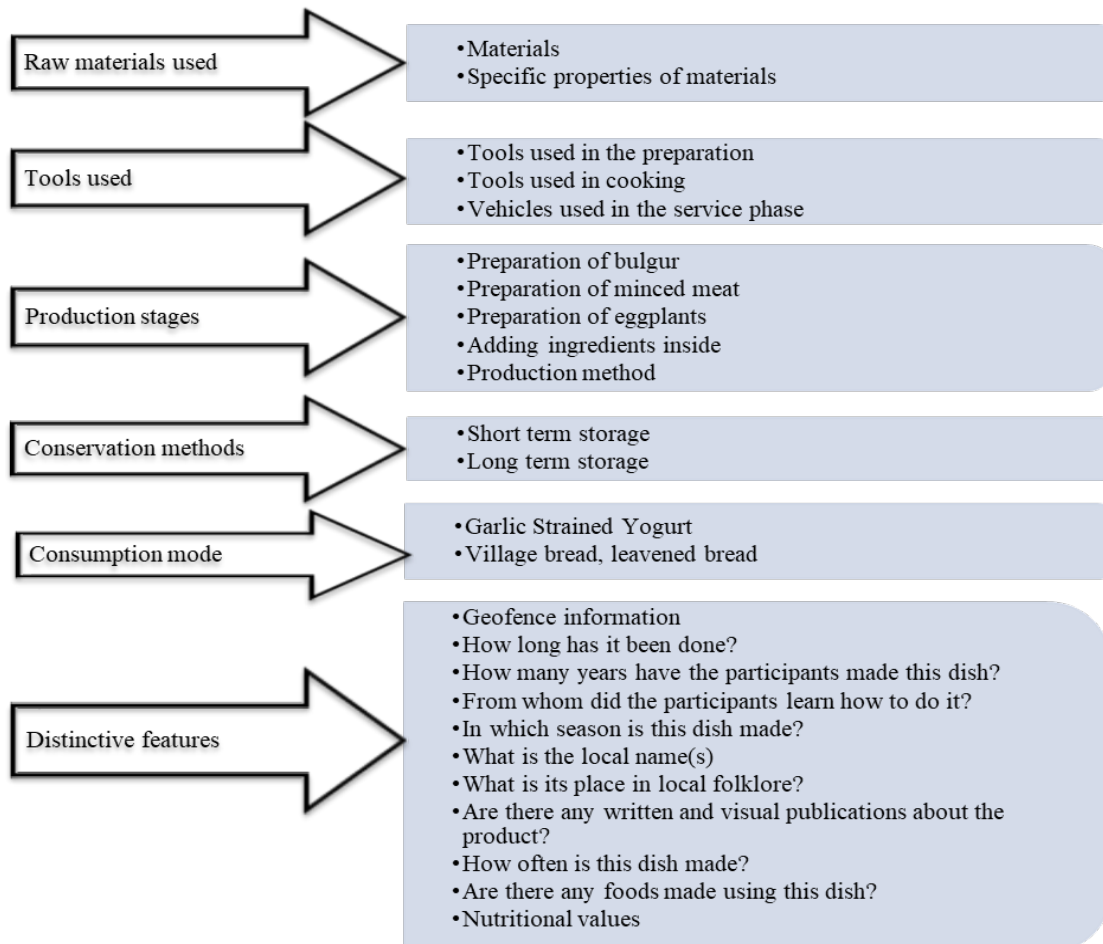 Raw materials used
•Materials
•Specific properties of materials
Tools used
•Tools used in the preparation
•Tools used in cooking
•Vehicles used in the service phase
Production stages
•Preparation of bulgur
•Preparation of minced meat
•Preparation of eggplants
•Adding ingredients inside
•Production method
Conservation methods
•Short term storage
•Long term storage
Consumption mode
•Garlic Strained Yogurt
•Village bread, leavened bread
Distinctive features
•Geofence information
•How long has it been done?
•How many years have the participants made this dish?
•From whom did the participants learn how to do it?
•In which season is this dish made?
•What is the local name(s)
•What is its place in local folklore?
•Are there any written and visual publications about the
product?
•How often is this dish made?
•Are there any foods made using this dish?
•Nutritional values